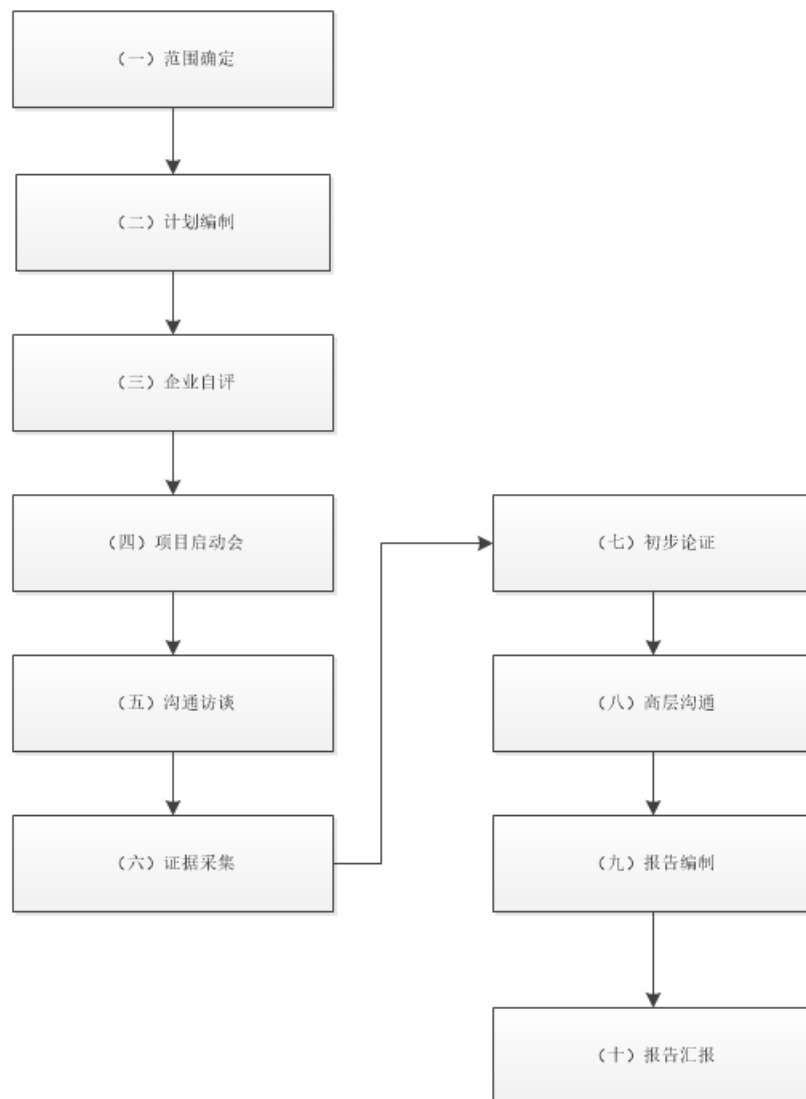 （一）范围确定
（二）计划编制
（三）企业自评
（四）项目启动会
（五）沟通访谈
（六）证据采集
（七）初步论证
（八）高层沟通
（九）报告编制
（十）报告汇报